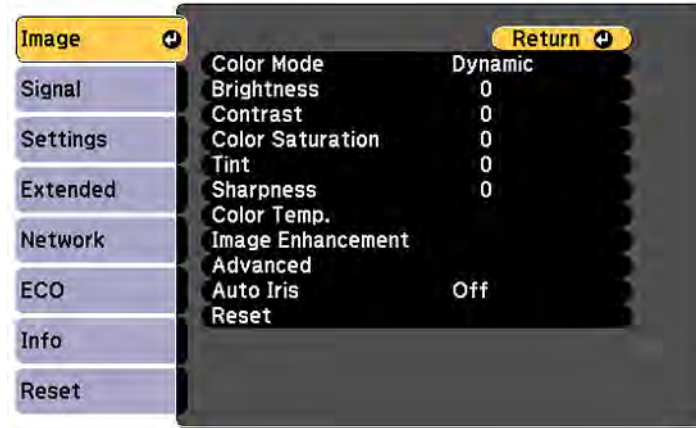 Image
Signal
Settings
Extended
Network
ECO
Info
Reset
Return
Color Mode Dynamic
Brightness 0
Contrast 0
Color Saturation 0
Tint 0
Sharpness 0
Color Temp.
Image Enhancement
Advanced
Auto Iris Off
Reset